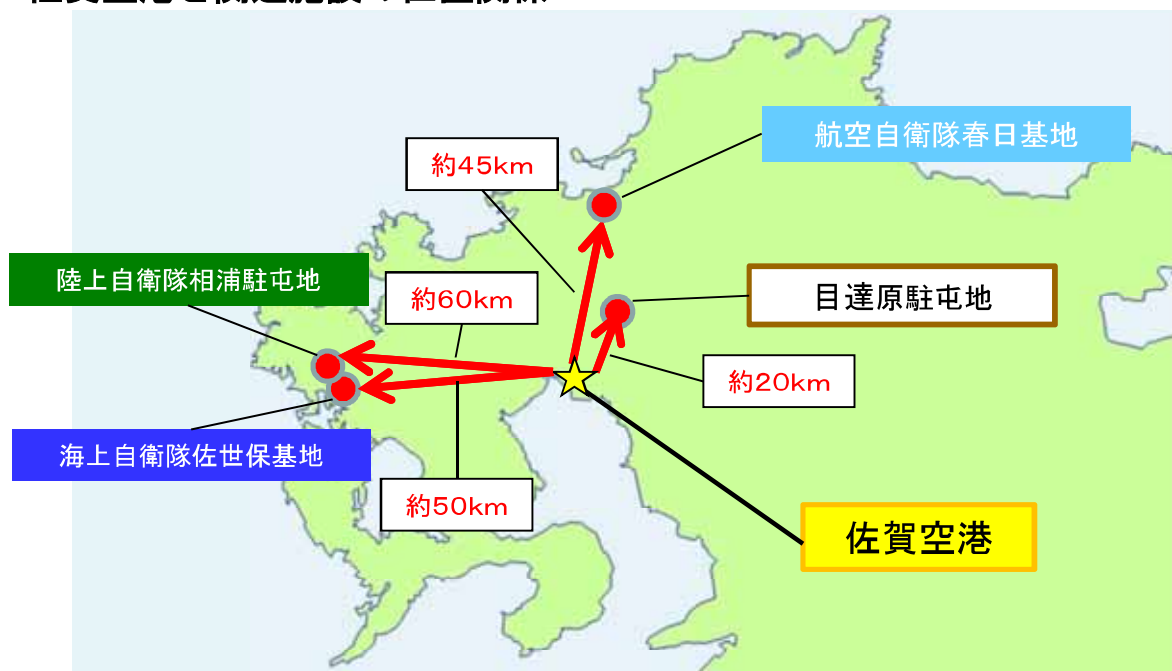 航空自衛隊春日基地
約45km
陸上自衛隊相浦駐屯地
約60km
目達原駐屯地
約20km
海上自衛隊佐世保基地
約50km
佐賀空港